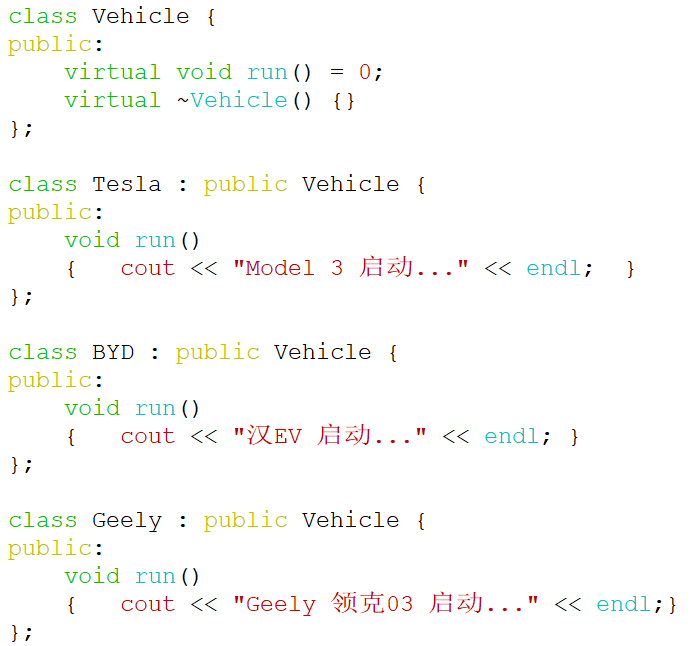 class Vehicle {
public:
    virtual void run() = 0;
    virtual ~Vehicle() {}
};

class Tesla : public Vehicle {
public:
    void run()
    {   cout << "Model 3 启动..." << endl;  }
};

class BYD : public Vehicle {
public:
    void run()
    {   cout << "汉EV 启动..." << endl; }
};

class Geely : public Vehicle {
public:
    void run()
    {   cout << "Geely 领克03 启动..." << endl;}
};